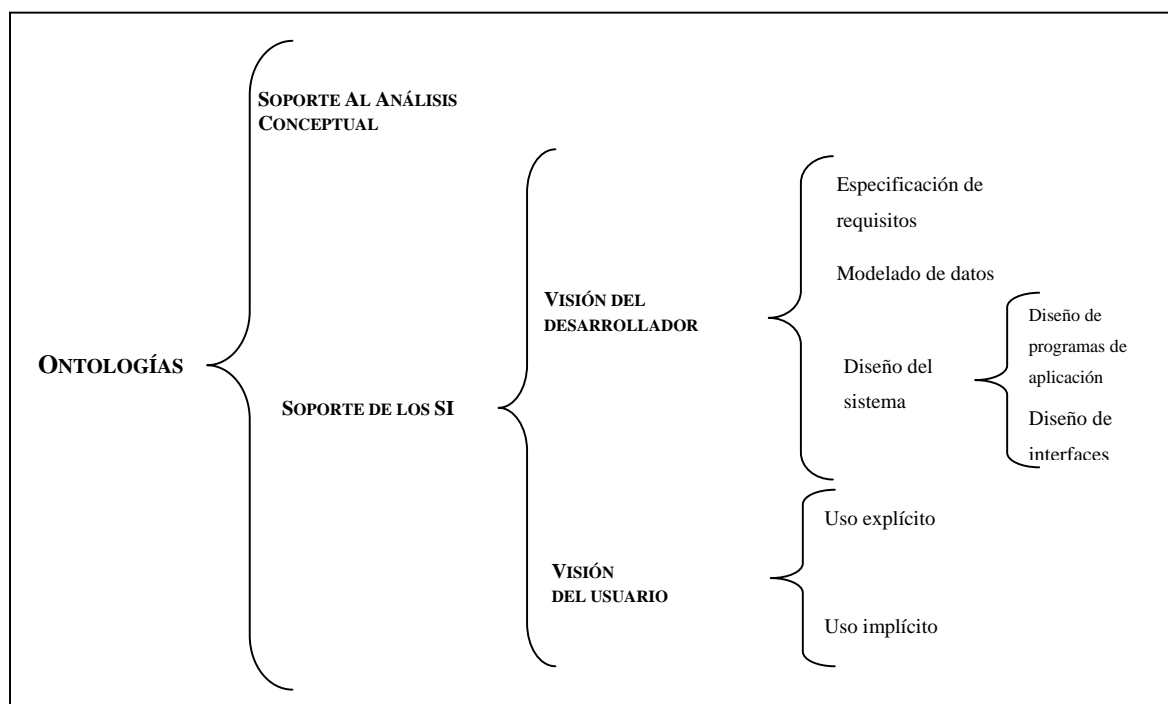 ONTOLOGÍAS
SOPORTE AL ANÁLISIS
CONCEPTUAL
SOPORTE DE LOS SI
VISIÓN DEL
DESARROLLADOR
Especificación de
requisitos
Modelado de datos
Diseño del
sistema
Diseño de
programas de
aplicación
Diseño de
interfaces
VISIÓN
DEL USUARIO
Uso explícito
Uso implícito